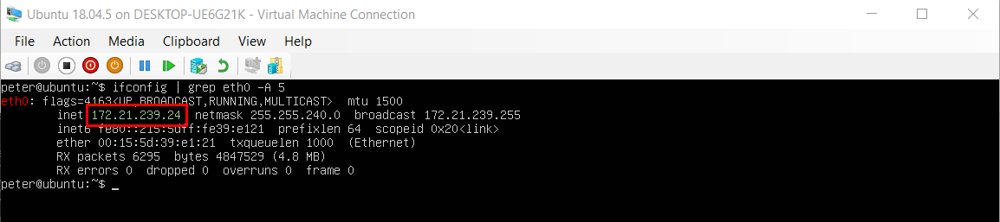 Ubuntu 18.04.5 on DESKTOP-UE6G21K - Virtual Machine Connection
File Action Media Clipboard View Help
peter@ubuntu:~$ ifconfig | grep eth0 -A 5
eth0: flags=4163<UP,BROADCAST,RUNNING,MULTICAST>  mtu 1500
inet 172.21.239.24  netmask 255.255.240.0  broadcast 172.21.239.255
inet6 fe80::215:5dff:fe39:e121  prefixlen 64  scopeid 0x20<link>
ether 00:15:5d:39:e1:21  txqueuelen 1000  (Ethernet)
RX packets 6295  bytes 4847529 (4.8 MB)
RX errors 0  dropped 0  overruns 0  frame 0
peter@ubuntu:~$ _